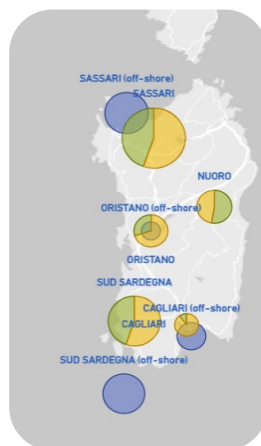 SASSARI (off-shore)
SASSARI
NUORO
ORISTANO (off-shore)
ORISTANO
SUD SARDEGNA
CAGLIARI (off-shore)
CAGLIARI
SUD SARDEGNA (off-shore)